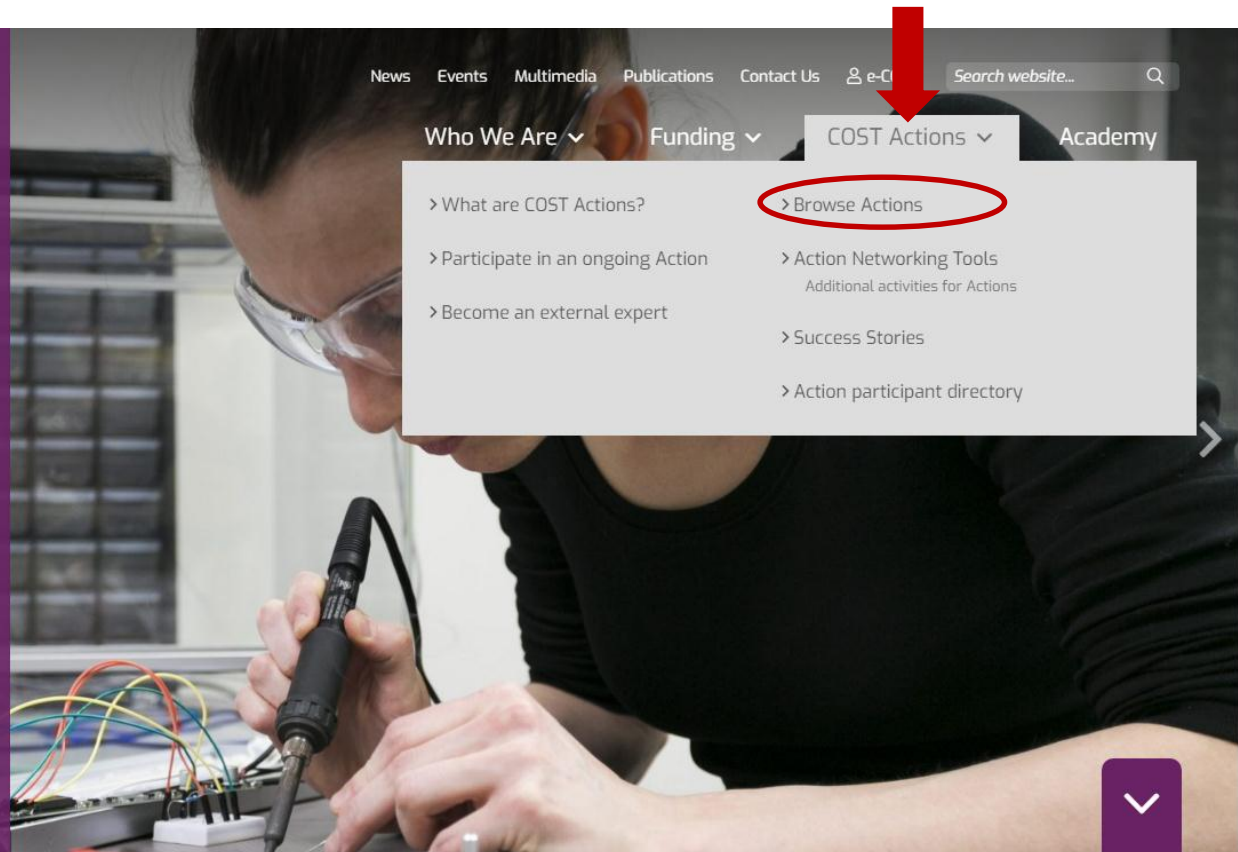 News Events Multimedia Publications Contact Us Search website...
Who We Are Funding COST Actions Academy
What are COST Actions?
Participate in an ongoing Action
Become an external expert
Browse Actions
Action Networking Tools
Additional activities for Actions
Success Stories
Action participant directory